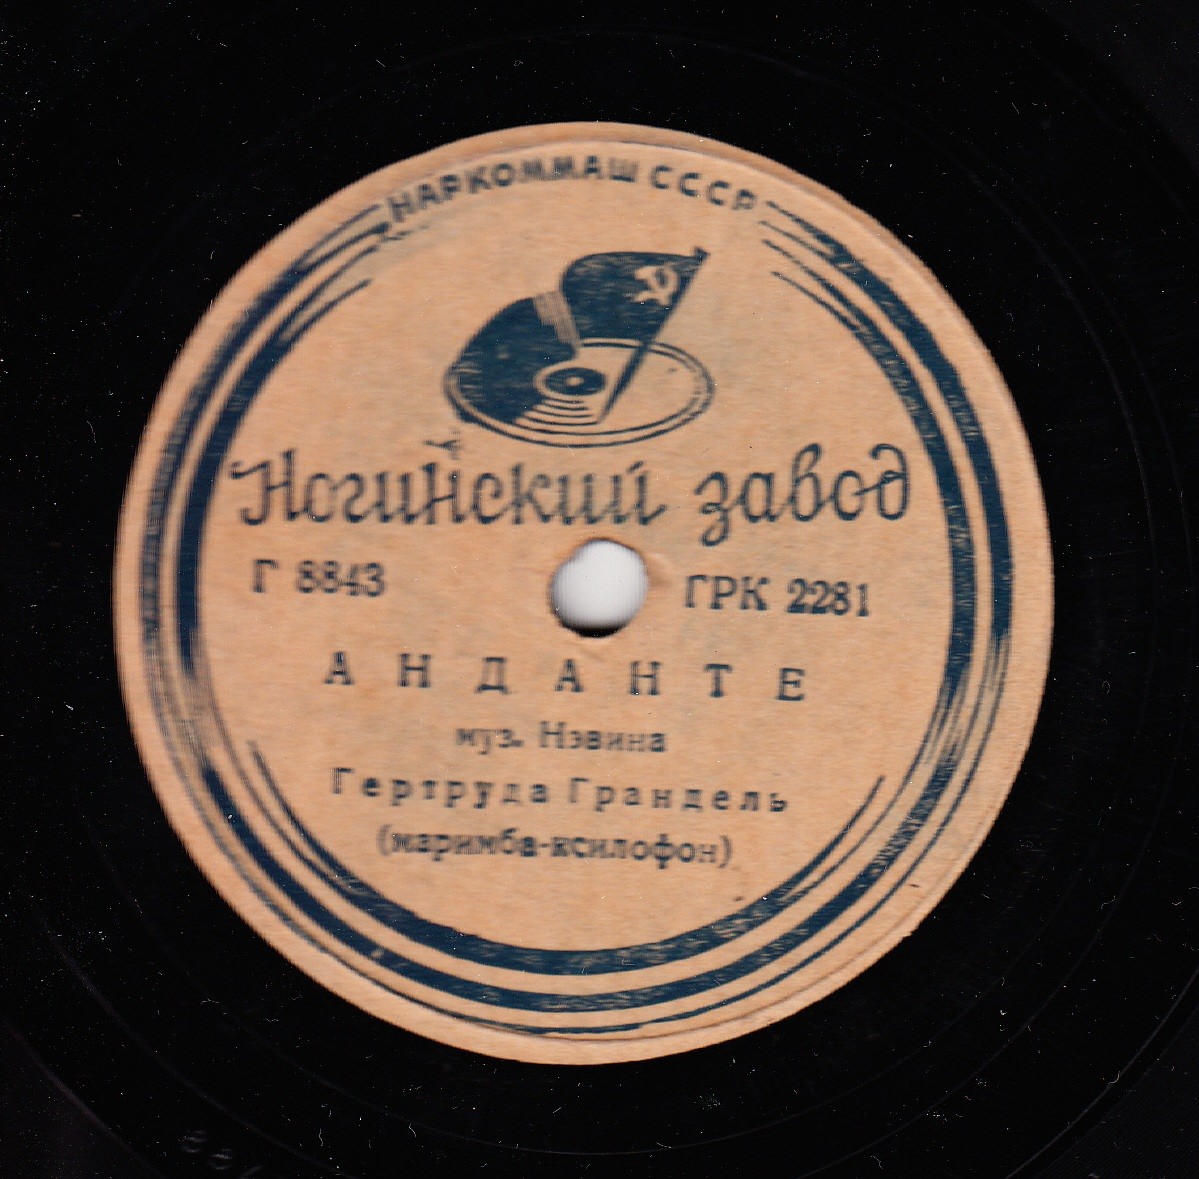 НАРКОММАШ СССР
Ногинский завод
Г 8843 ГРК 2281
АНДАНТЕ
муз. Нэвина
Гертруда Грандель
(маримба-ксилофон)